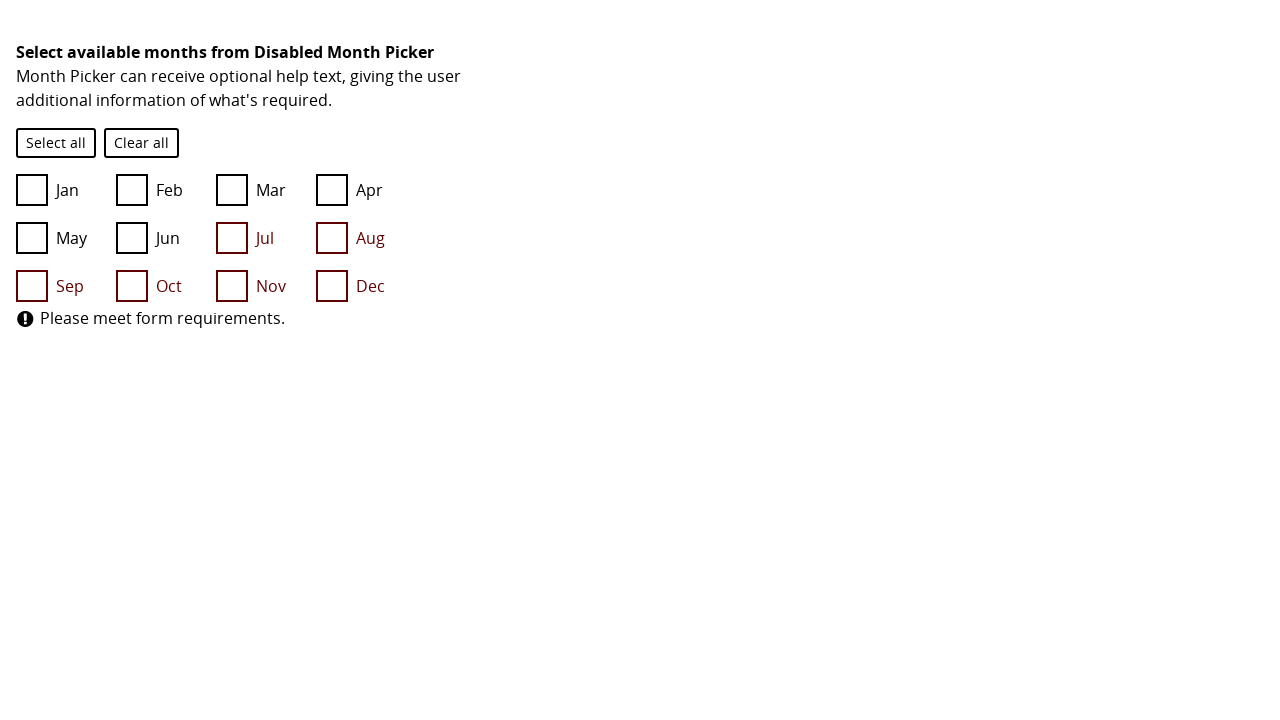 Select available months from Disabled Month Picker
Month Picker can receive optional help text, giving the user
additional information of what's required.
Select all Clear all
Jan Feb Mar Apr
May Jun Jul Aug
Sep Oct Nov Dec
Please meet form requirements.